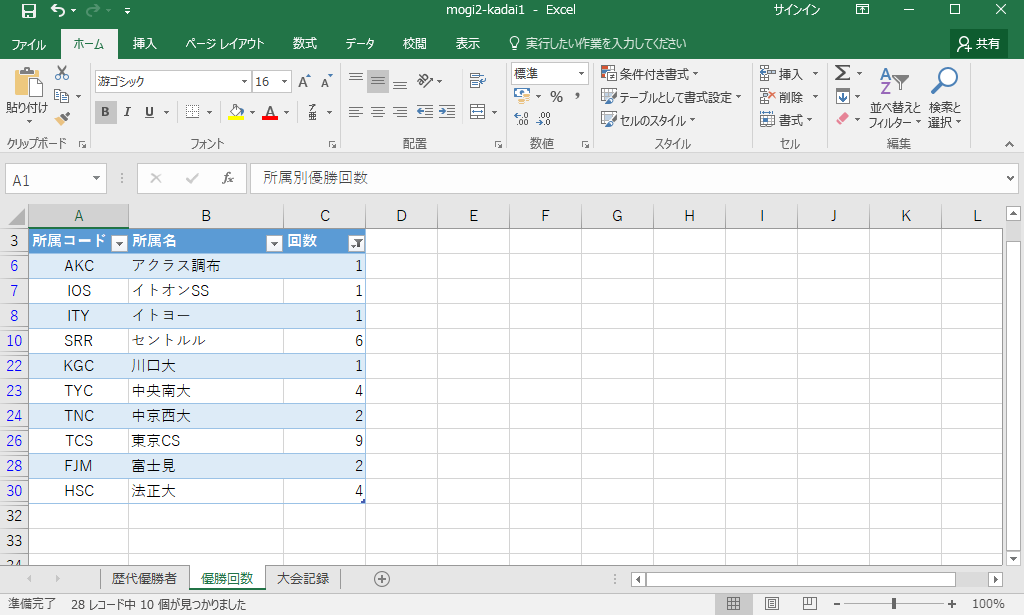 mogi2-kadai1 - Excel
サインイン
ファイル ホーム 挿入 ページ レイアウト 数式 データ 校閲 表示 実行したい作業を入力してください 共有
貼り付け
クリップボード
游ゴシック 16 A A
B I U A 亜
フォント
配置
標準
% ,
数値
条件付き書式
テーブルとして書式設定
セルのスタイル
スタイル
挿入
削除
書式
セル
Σ
並べ替えと
フィルター
検索と
選択
編集
A1 fx 所属別優勝回数
A B C D E F G H I J K L
3 所属コード 所属名 回数
6 AKC アクラス調布 1
7 IOS イトオンSS 1
8 ITY イトヨー 1
10 SRR セントルル 6
22 KGC 川口大 1
23 TYC 中央南大 4
24 TNC 中京西大 2
26 TCS 東京CS 9
28 FJM 富士見 2
30 HSC 法正大 4
32
33
34
歴代優勝者 優勝回数 大会記録
準備完了 28 レコード中 10 個が見つかりました 100%